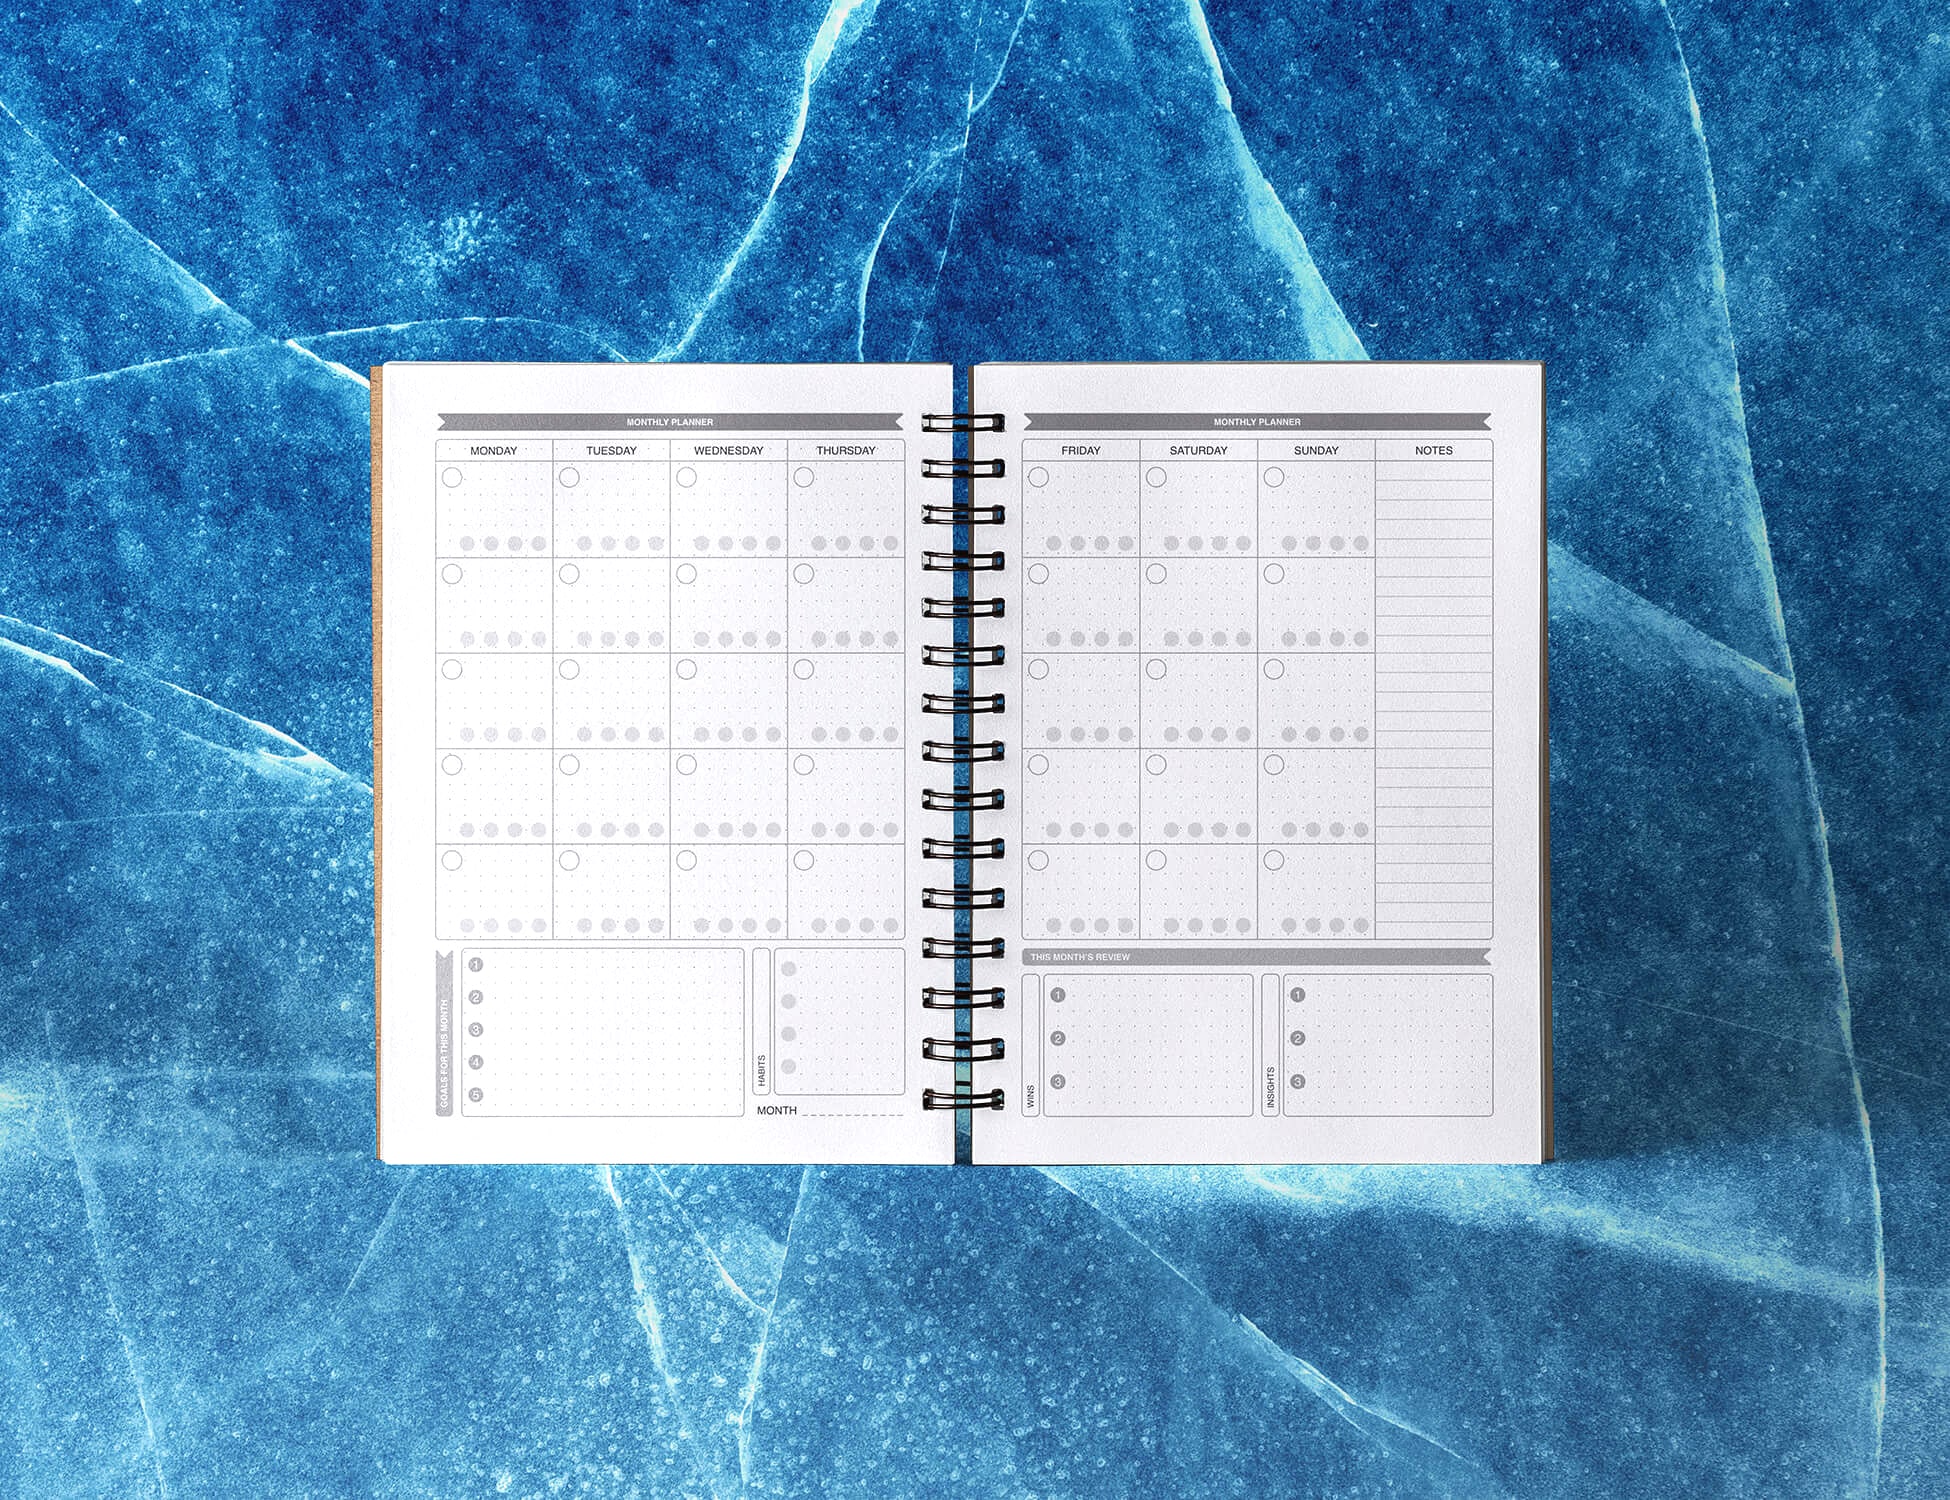 MONTHLY PLANNER
MONDAY TUESDAY WEDNESDAY THURSDAY
GOALS FOR THIS MONTH
1
2
3
4
5
HABITS
MONTH
MONTHLY PLANNER
FRIDAY SATURDAY SUNDAY NOTES
THIS MONTH'S REVIEW
WINS
1
2
3
INSIGHTS
1
2
3